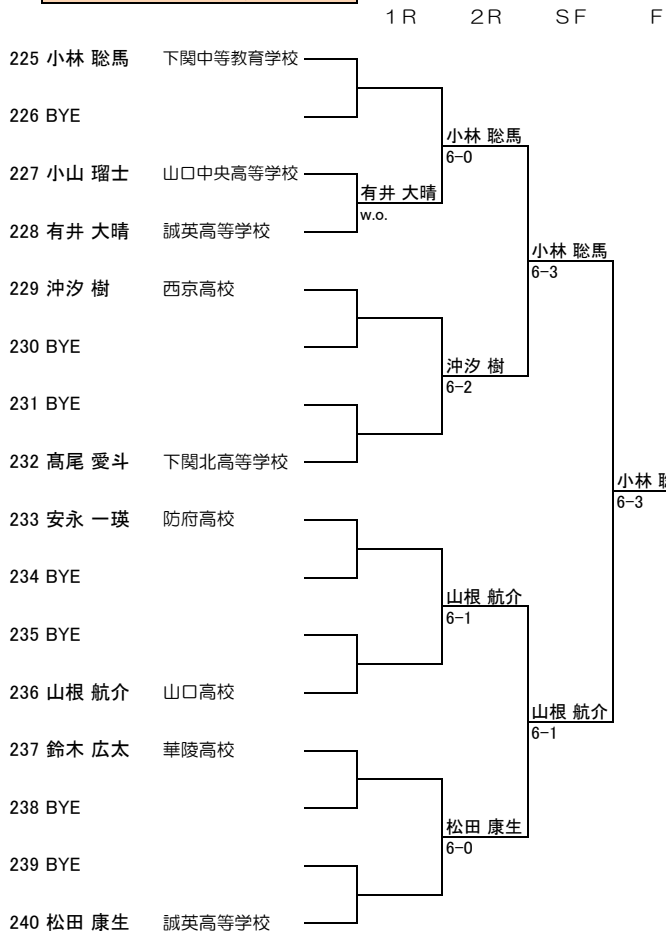 1R 2R SF F
225 小林 聡馬 下関中等教育学校
226 BYE
小林 聡馬
6-0
227 小山 瑠士 山口中央高等学校
有井 大晴
w.o.
228 有井 大晴 誠英高等学校
小林 聡馬
6-3
229 沖汐 樹 西京高校
230 BYE
沖汐 樹
6-2
231 BYE
232 髙尾 愛斗 下関北高等学校
小林
6-3
233 安永 一瑛 防府高校
234 BYE
山根 航介
6-1
235 BYE
236 山根 航介 山口高校
山根 航介
6-1
237 鈴木 広太 華陵高校
238 BYE
松田 康生
6-0
239 BYE
240 松田 康生 誠英高等学校